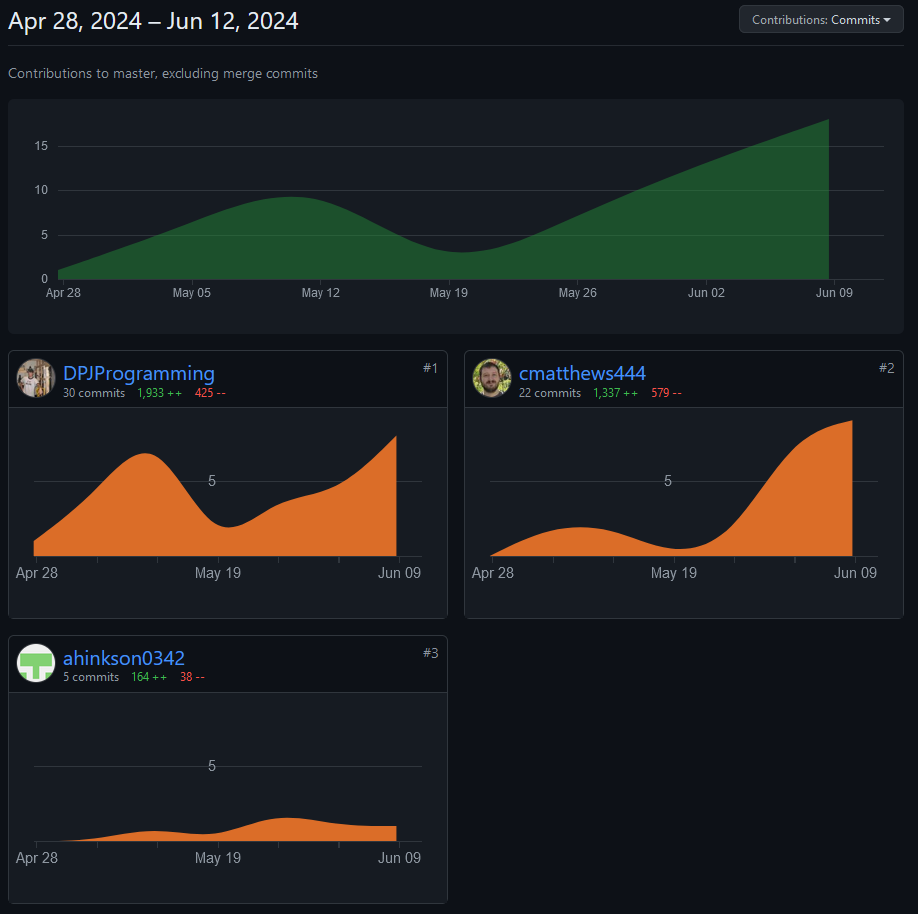 Apr 28, 2024 – Jun 12, 2024
Contributions: Commits
Contributions to master, excluding merge commits
15
10
5
0
Apr 28 May 05 May 12 May 19 May 26 Jun 02 Jun 09
DPJProgramming #1
30 commits 1,933 ++ 425 --
5
Apr 28 May 19 Jun 09
cmatthews444 #2
22 commits 1,337 ++ 579 --
5
Apr 28 May 19 Jun 09
ahinkson0342 #3
5 commits 164 ++ 38 --
5
Apr 28 May 19 Jun 09